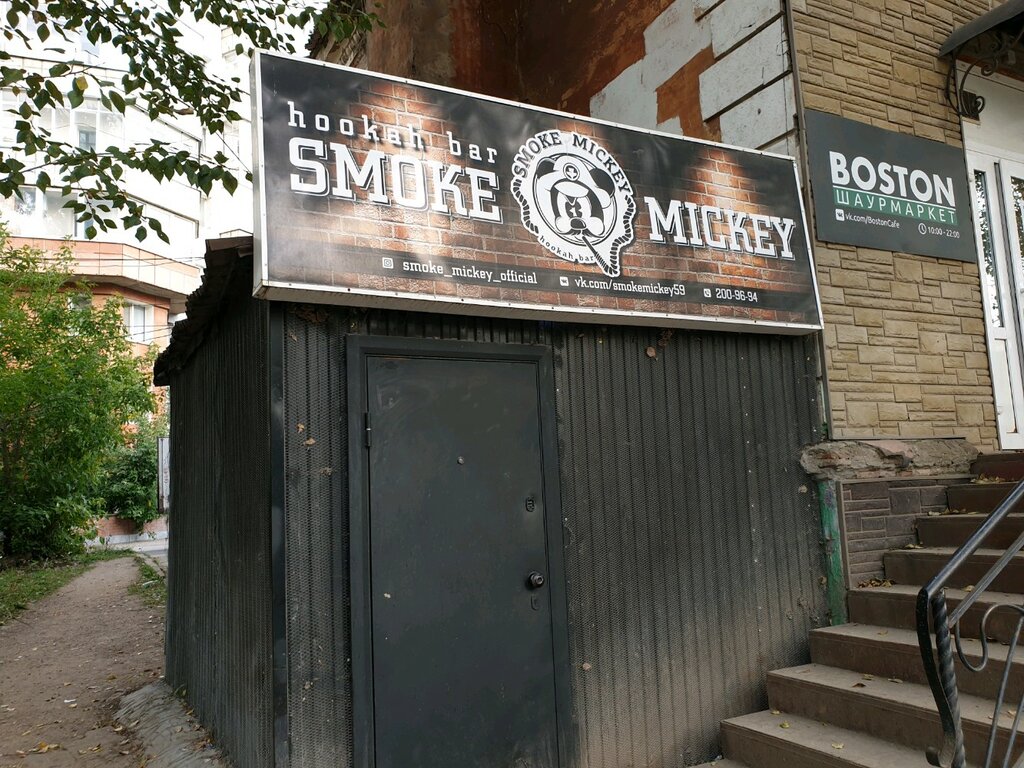 hookah bar
SMOKE
SMOKE MICKEY
hookah bar
MICKEY
smoke_mickey_official vk.com/smokemickey59 200-96-94
BOSTON
ШАУРМАРКЕТ
vk.com/BostonCafe 10:00 - 22:00